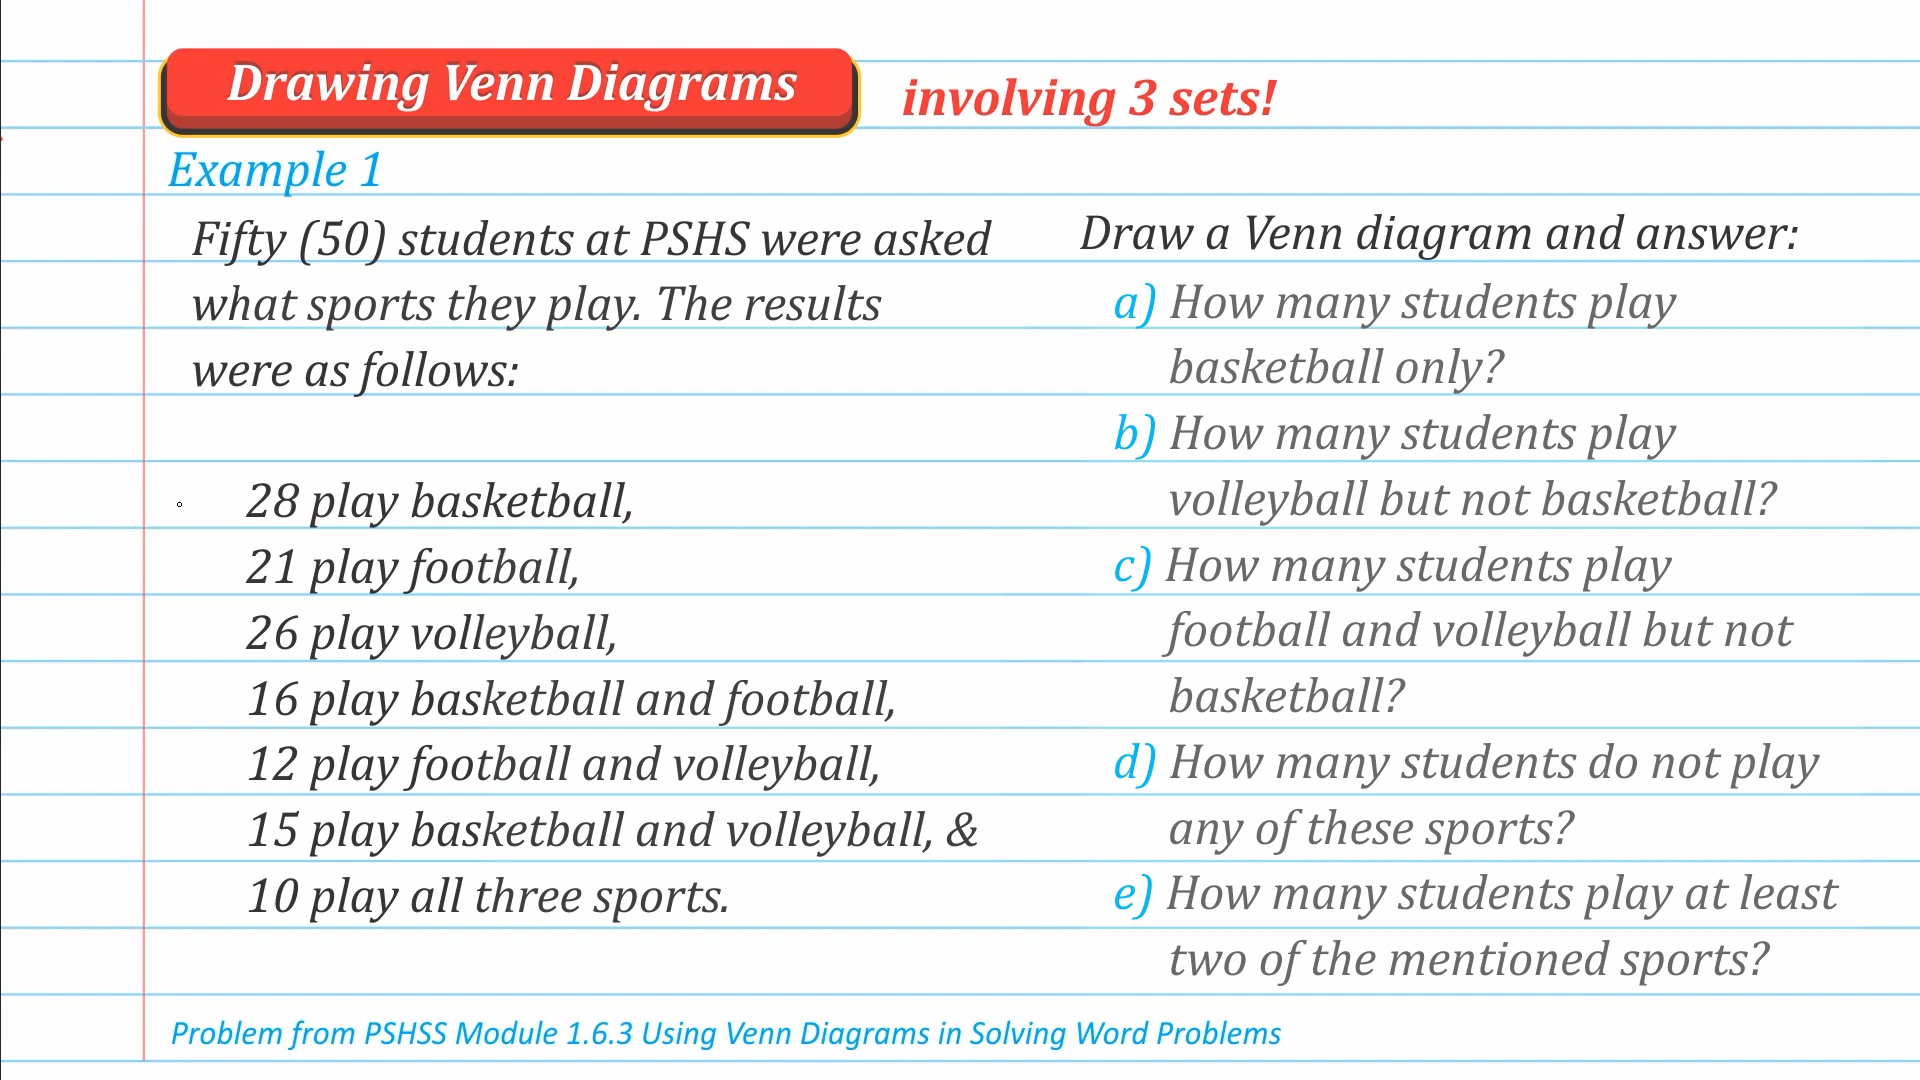 Drawing Venn Diagrams
involving 3 sets!
Example 1
Fifty (50) students at PSHS were asked
what sports they play. The results
were as follows:
28 play basketball,
21 play football,
26 play volleyball,
16 play basketball and football,
12 play football and volleyball,
15 play basketball and volleyball, &
10 play all three sports.
Draw a Venn diagram and answer:
a) How many students play
basketball only?
b) How many students play
volleyball but not basketball?
c) How many students play
football and volleyball but not
basketball?
d) How many students do not play
any of these sports?
e) How many students play at least
two of the mentioned sports?
Problem from PSHSS Module 1.6.3 Using Venn Diagrams in Solving Word Problems